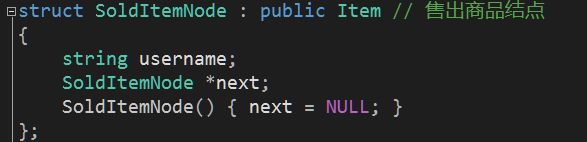 struct SoldItemNode : public Item // 售出商品结点
{
string username;
SoldItemNode *next;
SoldItemNode() { next = NULL; }
};